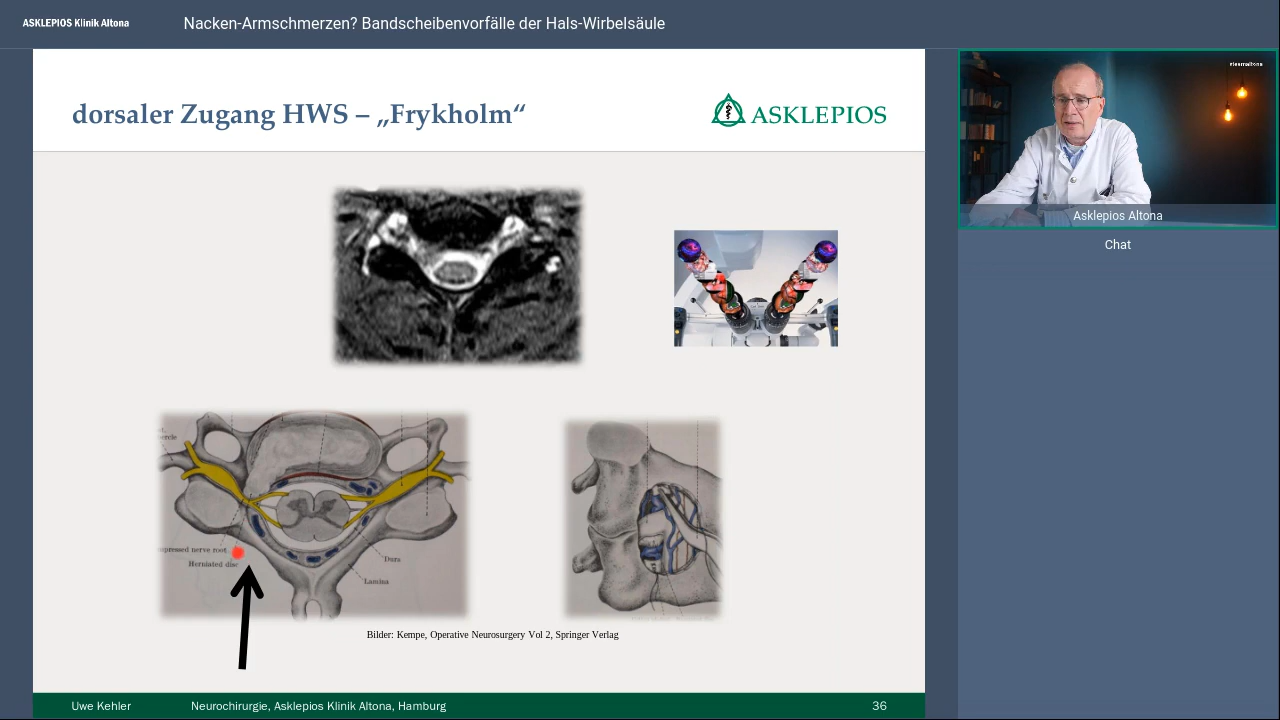 ASKLEPIOS Klinik Altona
Nacken-Armschmerzen? Bandscheibenvorfälle der Hals-Wirbelsäule
dorsaler Zugang HWS – „Frykholm“
ASKLEPIOS
Asklepios Altona
Chat
pressed nerve root
Herniated disc
Dura
Lamina
Bilder: Kempe, Operative Neurosurgery Vol 2, Springer Verlag
Uwe Kehler
Neurochirurgie, Asklepios Klinik Altona, Hamburg
36